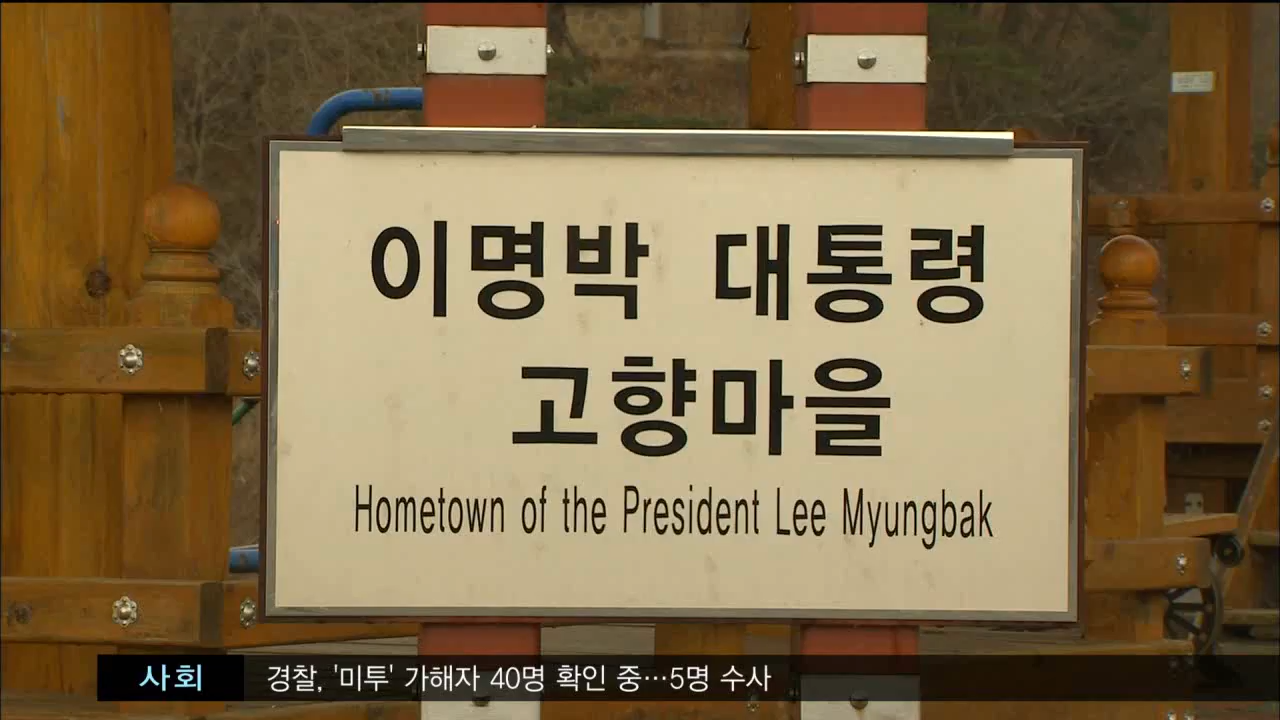 이명박 대통령
고향마을
Hometown of the President Lee Myungbak
사회 경찰, '미투' 가해자 40명 확인 중…5명 수사